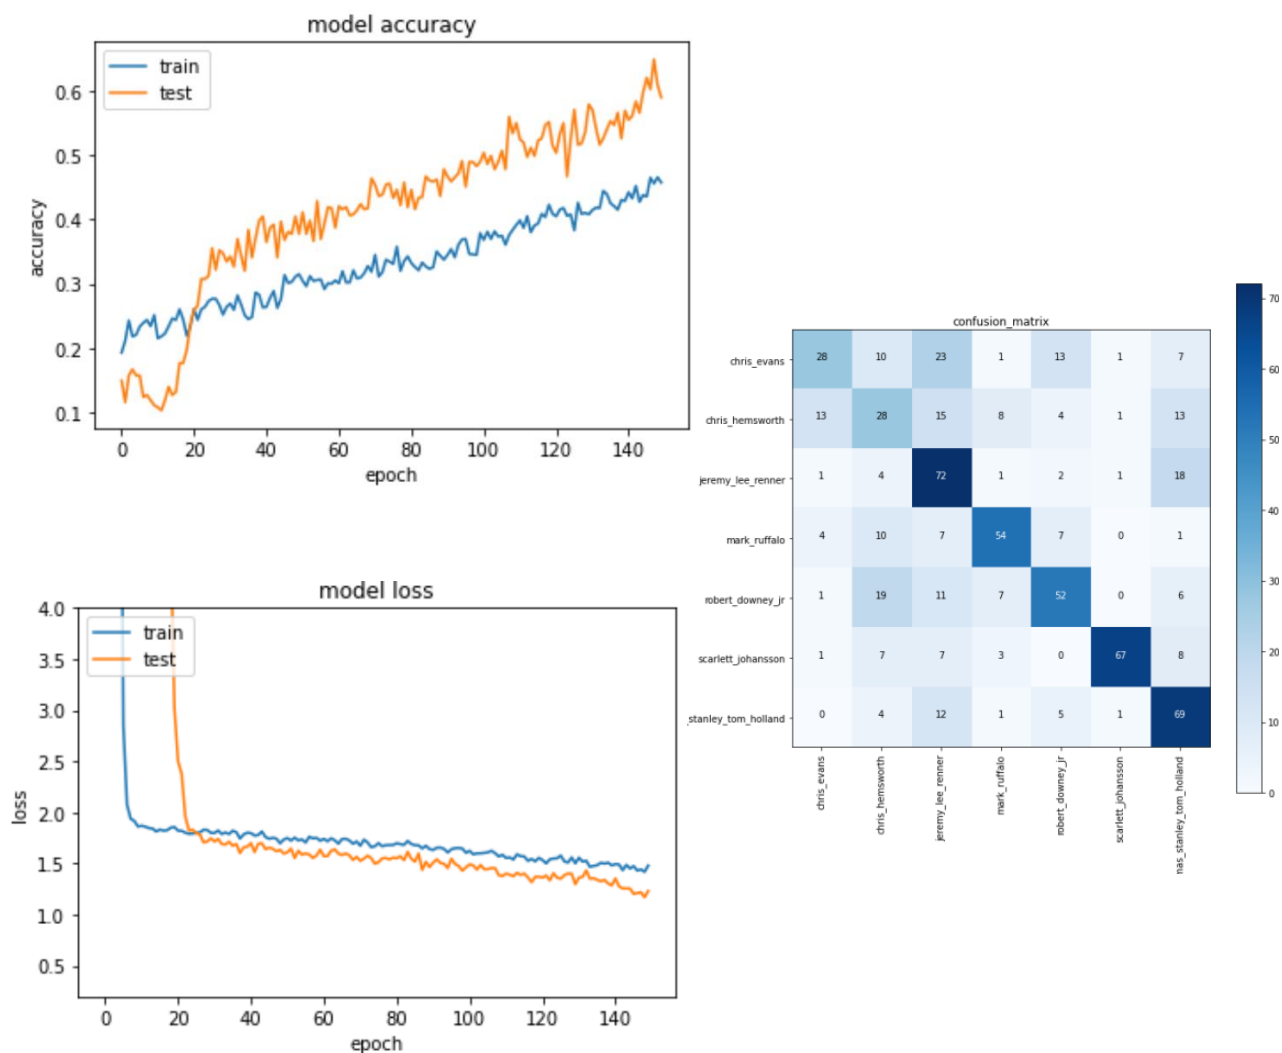 model accuracy
train
test
0.6
0.5
0.4
0.3
0.2
0.1
accuracy
0 20 40 60 80 100 120 140
epoch
model loss
train
test
4.0
3.5
3.0
2.5
2.0
1.5
1.0
0.5
loss
0 20 40 60 80 100 120 140
epoch
confusion_matrix
chris_evans 28 10 23 1 13 1 7
chris_hemsworth 13 28 15 8 4 1 13
jeremy_lee_renner 1 4 72 1 2 1 18
mark_ruffalo 4 10 7 54 7 0 1
robert_downey_jr 1 19 11 7 52 0 6
scarlett_johansson 1 7 7 3 0 67 8
_stanley_tom_holland 0 4 12 1 5 1 69
chris_evans
chris_hemsworth
jeremy_lee_renner
mark_ruffalo
robert_downey_jr
scarlett_johansson
nas_stanley_tom_holland
70
60
50
40
30
20
10
0